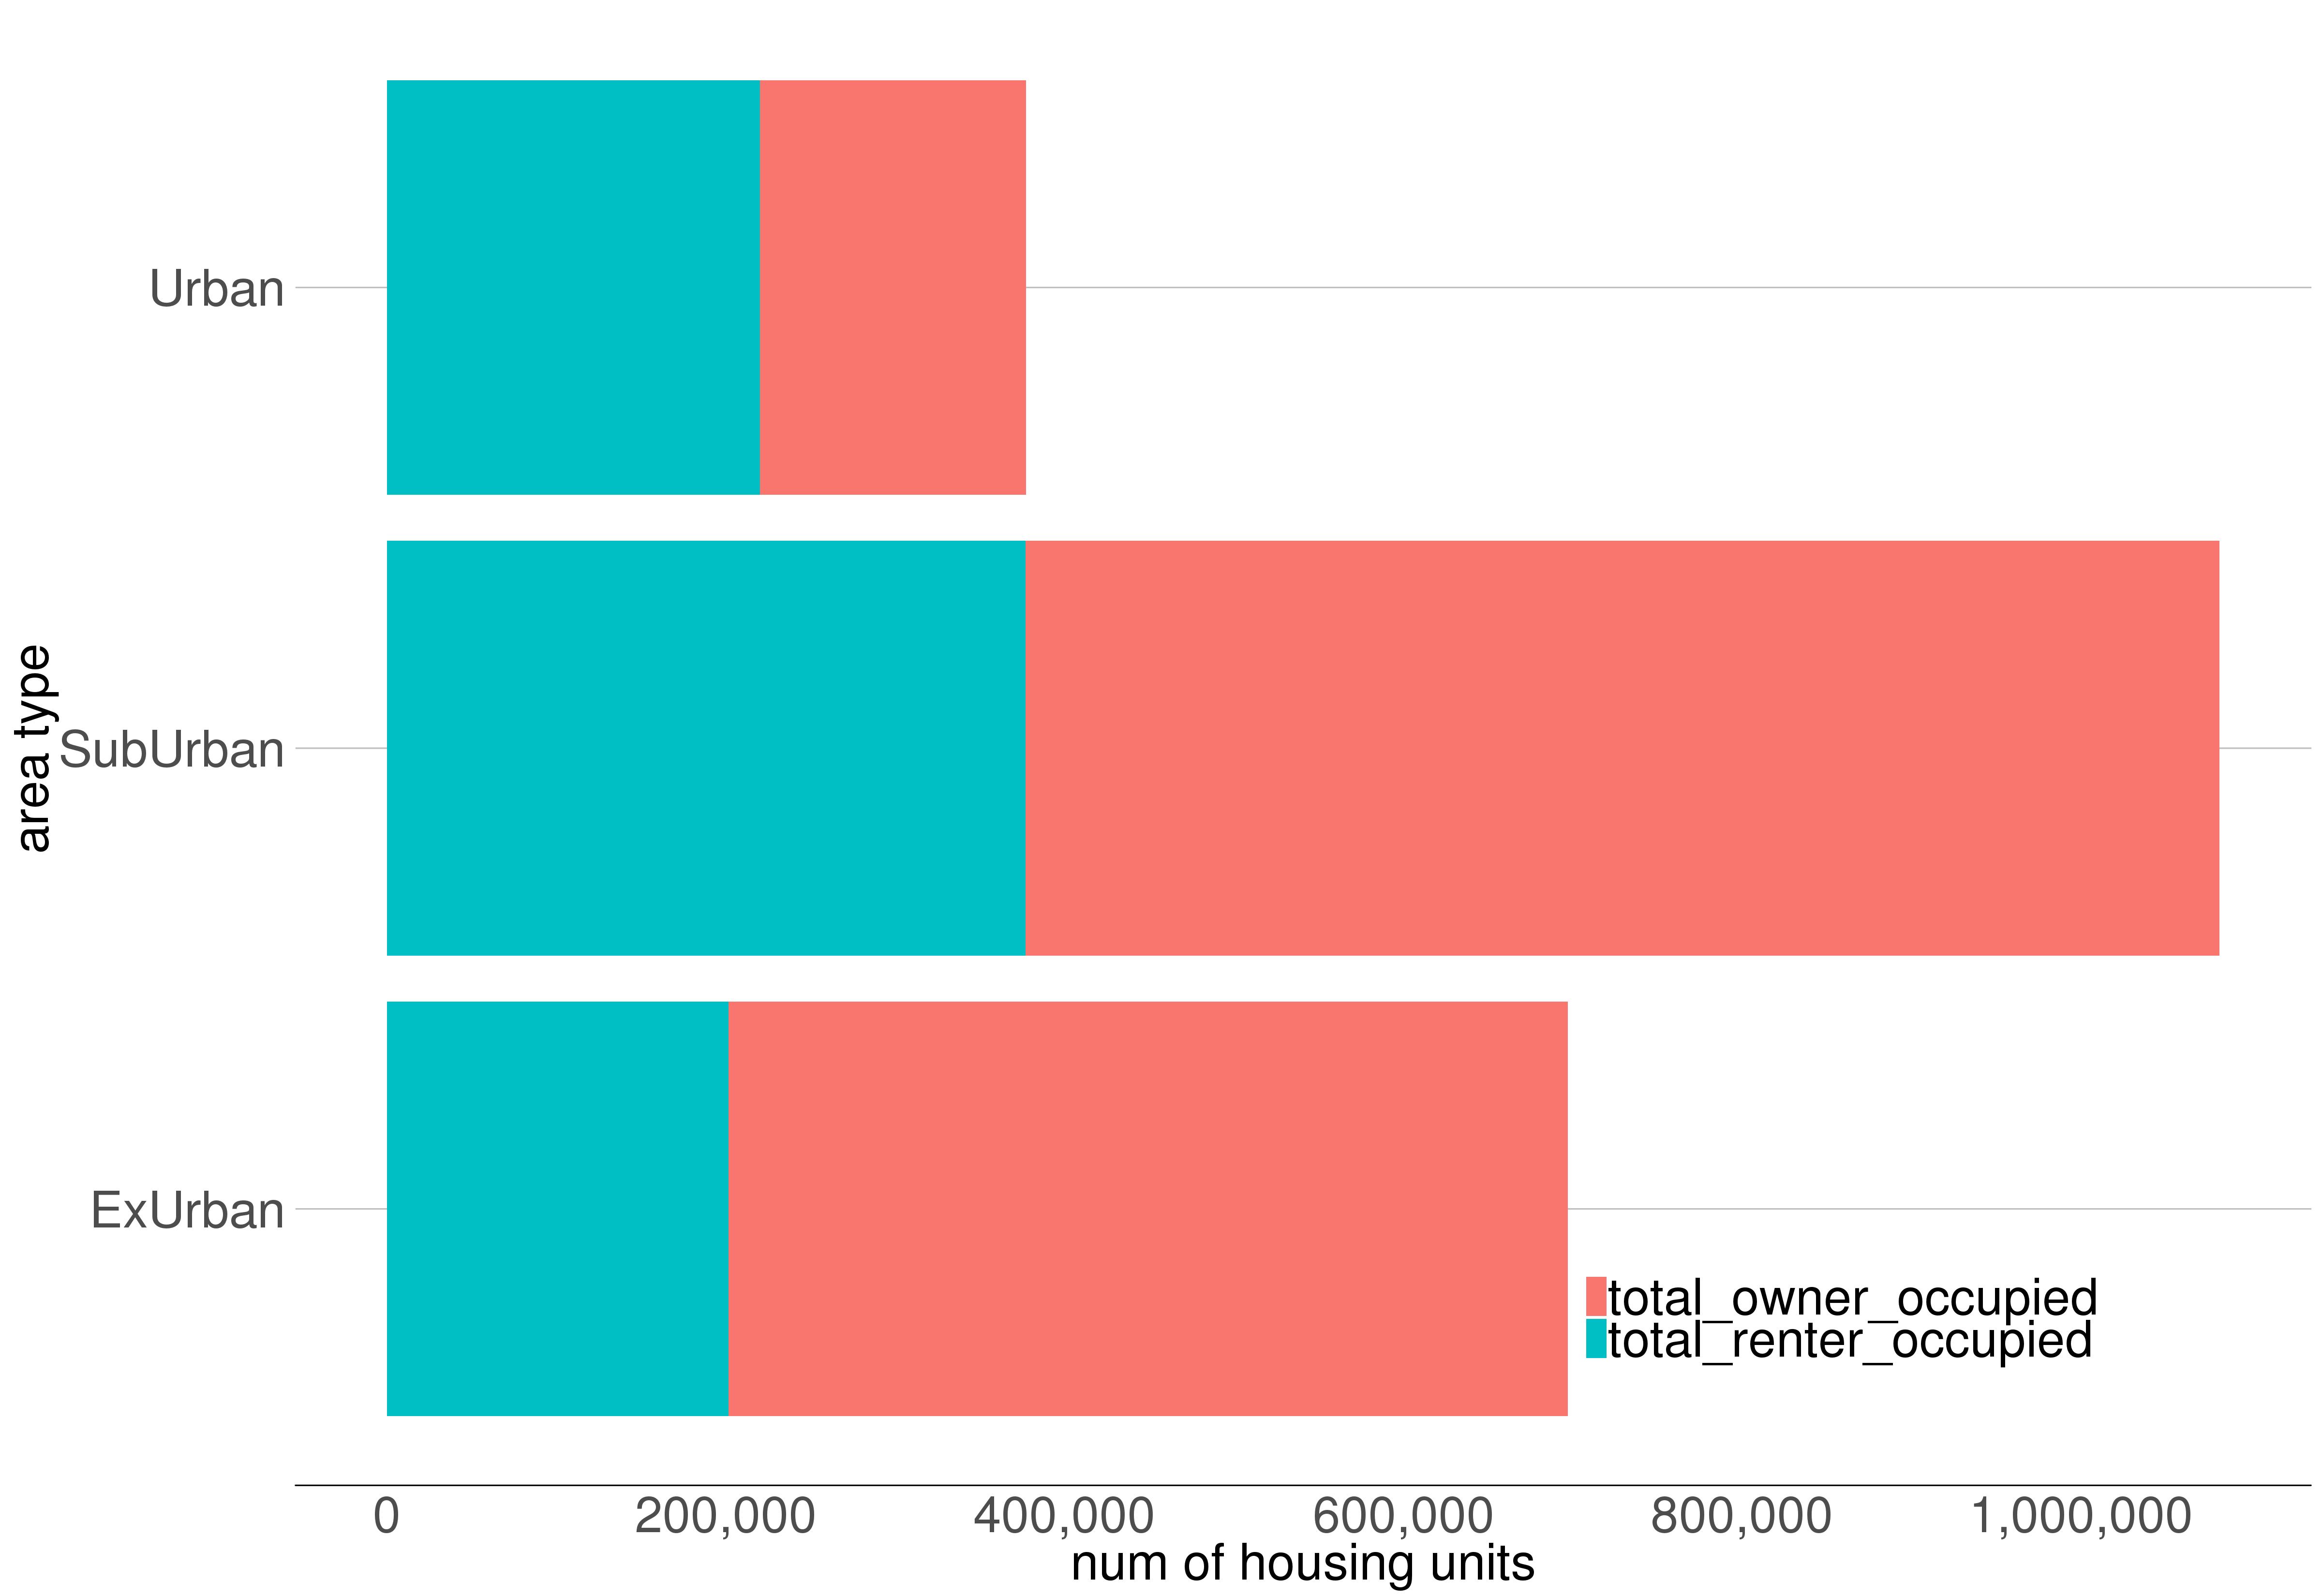 Urban
SubUrban
ExUrban
area type
total_owner_occupied
total_renter_occupied
0 200,000 400,000 600,000 800,000 1,000,000
num of housing units